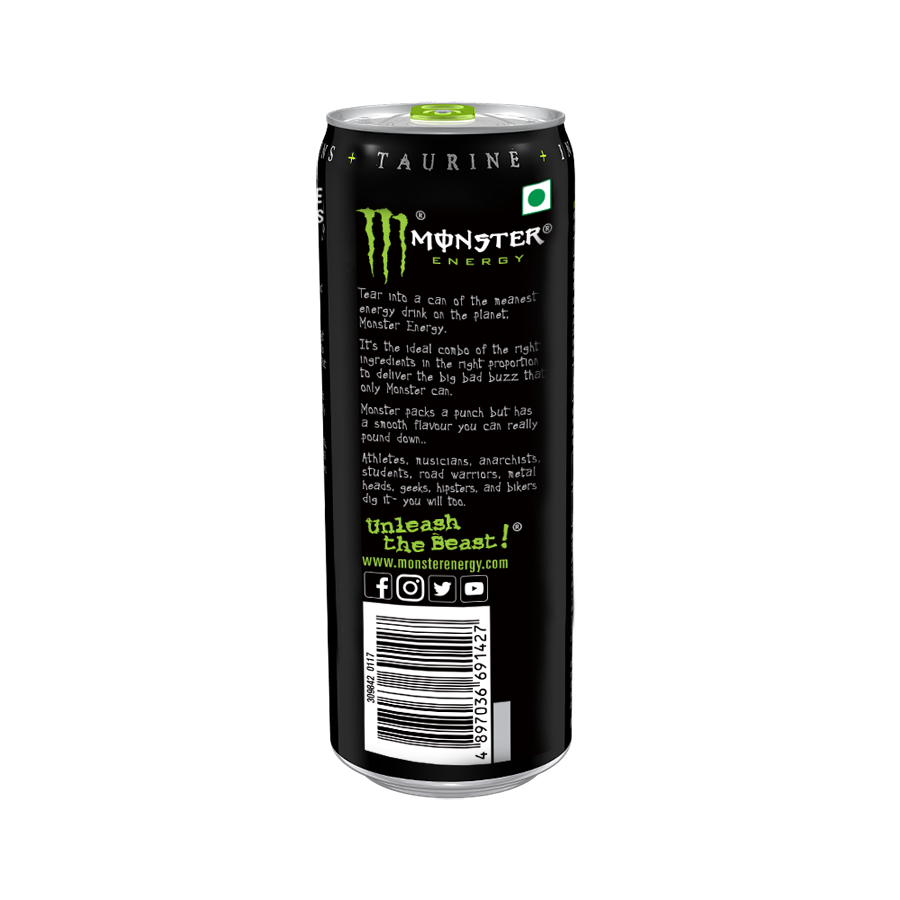 + TAURINE +
® MONSTER®
ENERGY
Tear into a can of the meanest
energy drink on the planet.
Monster Energy.
It's the ideal combo of the right
ingredients in the right proportion
to deliver the big bad buzz that
only Monster can.
Monster packs a punch but has
a smooth flavour you can really
pound down..
Athletes, musicians, anarchists,
students, road warriors, metal
heads, geeks, hipsters, and bikers
dig it- you will too.
Unleash
the Beast!®
www.monsterenergy.com
309842 0117
4 897036 691427